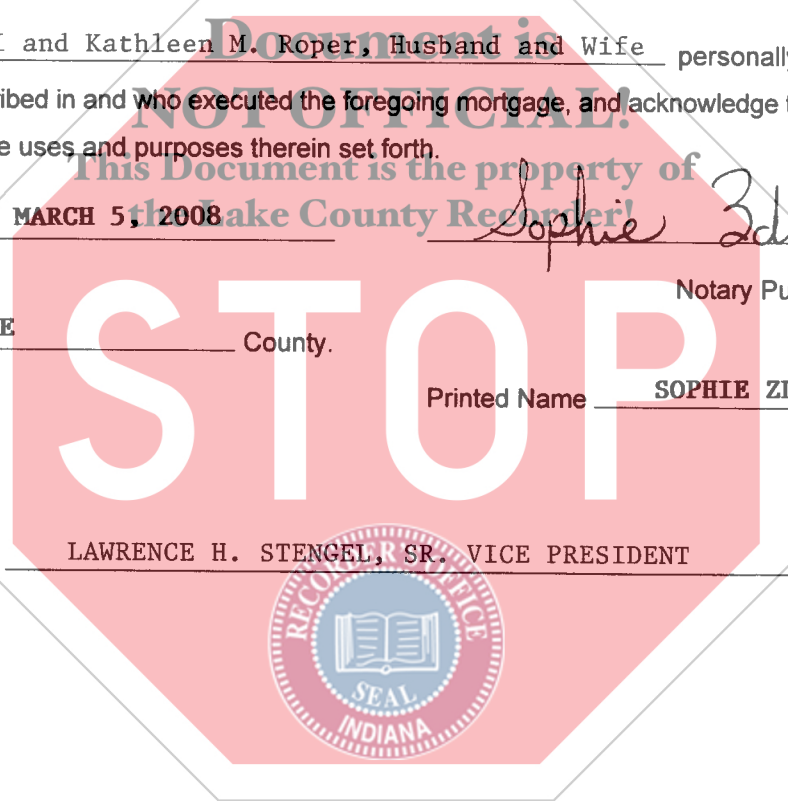 Document is
I and Kathleen M. Roper, Husband and Wife personally
NOT OFFICIAL!
ibed in and who executed the foregoing mortgage, and acknowledge
e uses and purposes therein set forth.
This Document is the property of
the Lake County Recorder!
MARCH 5, 2008
Sophie
Notary Pu
E County.
Printed Name SOPHIE
STOP
LAWRENCE H. STENGEL, SR. VICE PRESIDENT
RECORDER'S OFFICE
SEAL
INDIANA